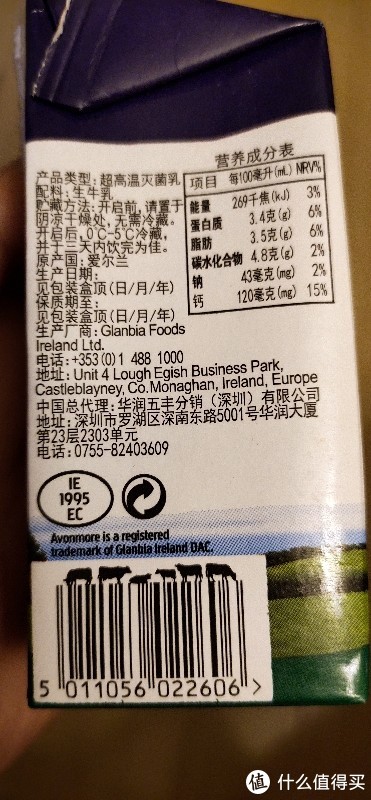 产品类型: 超高温灭菌乳
配料: 生牛乳
贮藏方法: 开启前, 请置于
阴凉干燥处, 无需冷藏。
开启后, 0℃-5℃冷藏,
并于三天内饮完为佳。
原产国: 爱尔兰
生产日期:
见包装盒顶(日/月/年)
保质期至:
见包装盒顶(日/月/年)
生产厂商: Glanbia Foods
Ireland Ltd.
电话: +353(0)1 488 1000
地址: Unit 4 Lough Egish Business Park,
Castleblayney, Co.Monaghan, Ireland, Europe
中国总代理: 华润五丰分销（深圳）有限公司
地址: 深圳市罗湖区深南东路5001号华润大厦
第23层2303单元
电话: 0755-82403609
营养成分表
项目 每100毫升(mL) NRV%
能量 269千焦(kJ) 3%
蛋白质 3.4克(g) 6%
脂肪 3.5克(g) 6%
碳水化合物 4.8克(g) 2%
钠 43毫克(mg) 2%
钙 120毫克(mg) 15%
IE
1995
EC
Avonmore is a registered
trademark of Glanbia Ireland DAC.
5 011056 022606 >
值 什么值得买